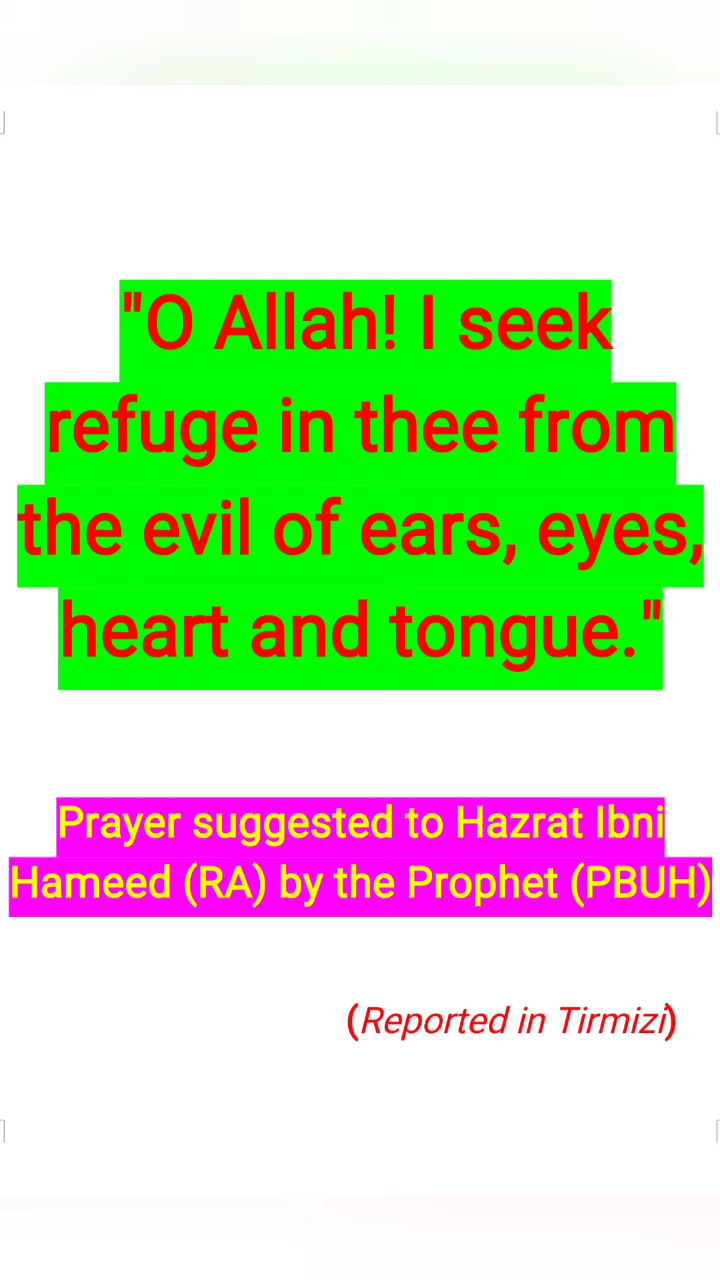 "O Allah! I seek
refuge in thee from
the evil of ears, eyes,
heart and tongue."
Prayer suggested to Hazrat Ibni
Hameed (RA) by the Prophet (PBUH)
(Reported in Tirmizi)